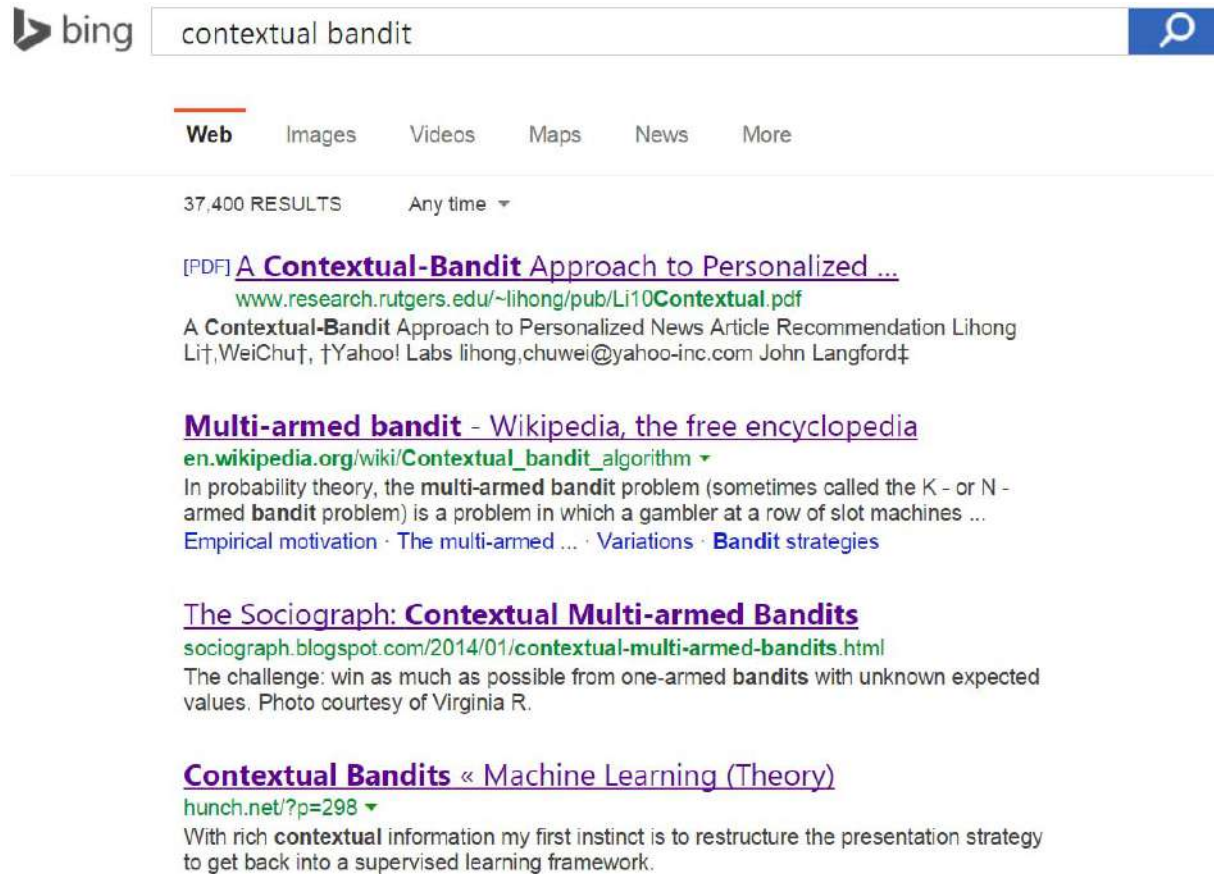 bing
contextual bandit
Web Images Videos Maps News More
37,400 RESULTS Any time
[PDF] A Contextual-Bandit Approach to Personalized ...
www.research.rutgers.edu/~lihong/pub/Li10Contextual.pdf
A Contextual-Bandit Approach to Personalized News Article Recommendation Lihong
Li†,WeiChu†, †Yahoo! Labs lihong,chuwei@yahoo-inc.com John Langford‡
Multi-armed bandit - Wikipedia, the free encyclopedia
en.wikipedia.org/wiki/Contextual_bandit_algorithm
In probability theory, the multi-armed bandit problem (sometimes called the K - or N -
armed bandit problem) is a problem in which a gambler at a row of slot machines ...
Empirical motivation · The multi-armed ... · Variations · Bandit strategies
The Sociograph: Contextual Multi-armed Bandits
sociograph.blogspot.com/2014/01/contextual-multi-armed-bandits.html
The challenge: win as much as possible from one-armed bandits with unknown expected
values. Photo courtesy of Virginia R.
Contextual Bandits « Machine Learning (Theory)
hunch.net/?p=298
With rich contextual information my first instinct is to restructure the presentation strategy
to get back into a supervised learning framework.